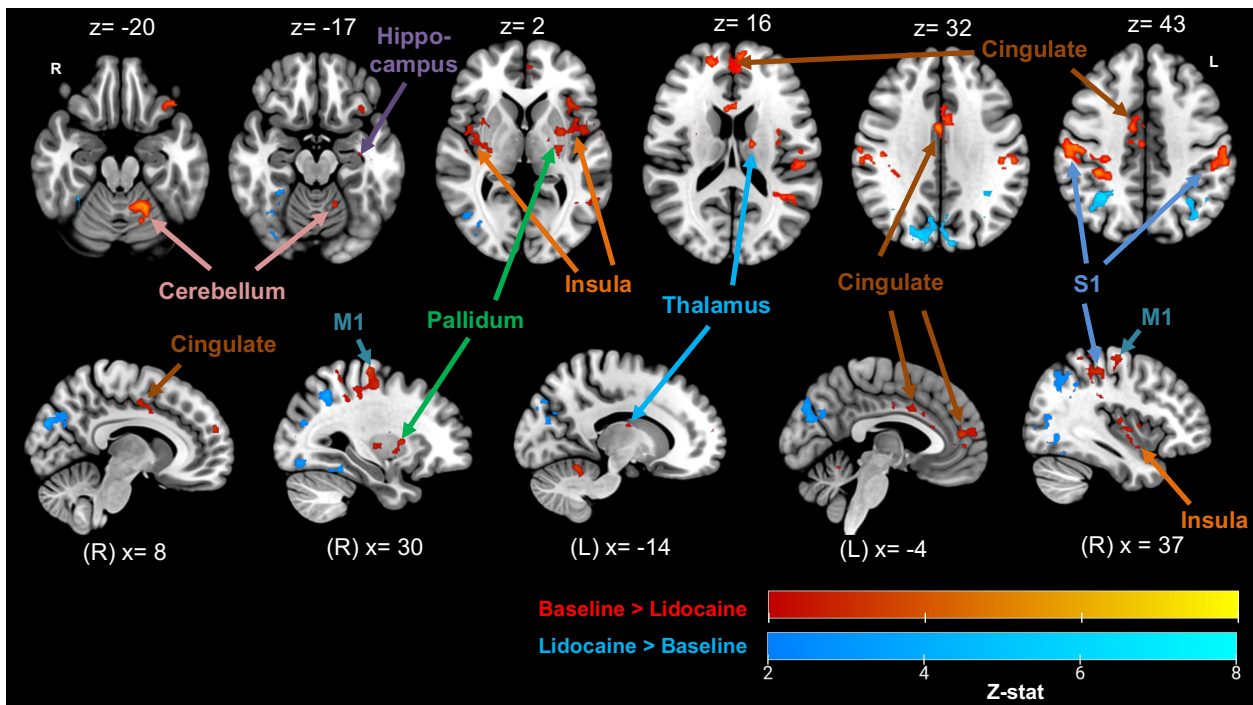 z= -20
z= -17
Hippo-
campus
z= 2
z= 16
z= 32
Cingulate
z= 43
R
L
Cerebellum
Insula
Pallidum
Thalamus
Cingulate
S1
Cingulate
M1
M1
Insula
(R) x= 8
(R) x= 30
(L) x= -14
(L) x= -4
(R) x = 37
Baseline > Lidocaine
Lidocaine > Baseline
2
4
6
8
Z-stat